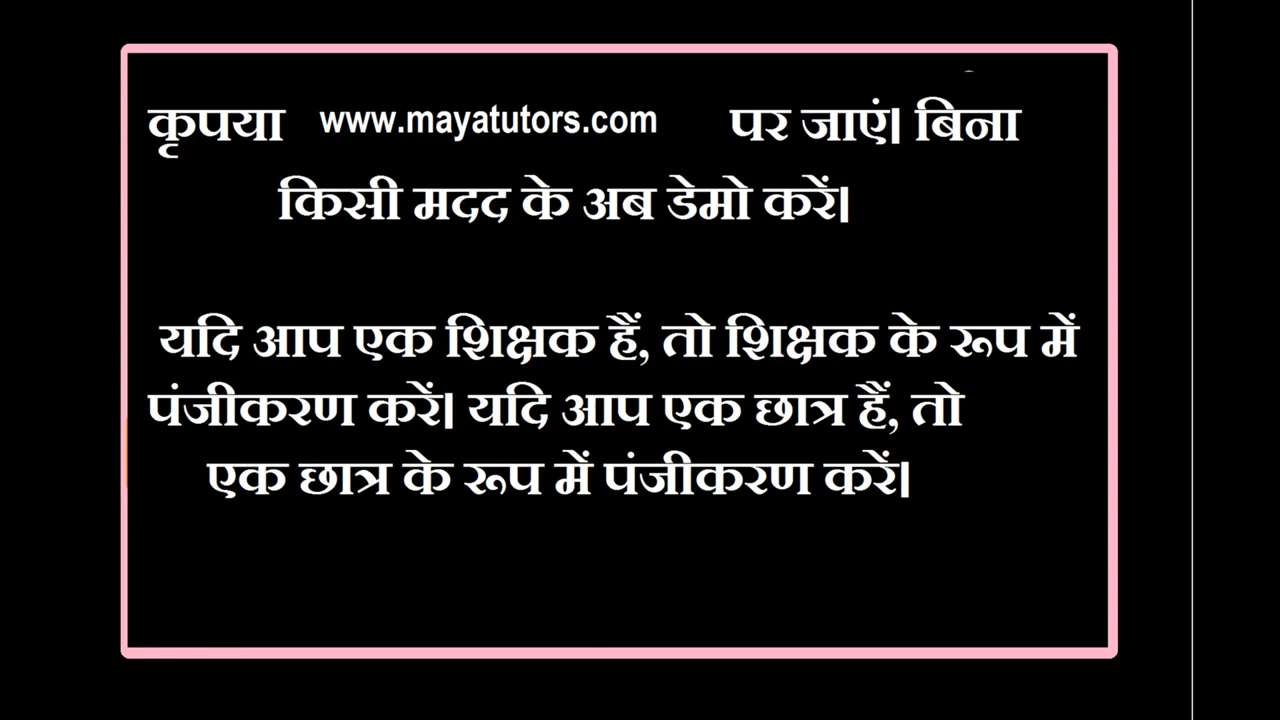 कृपया www.mayatutors.com पर जाएं। बिना
किसी मदद के अब डेमो करें।
यदि आप एक शिक्षक हैं, तो शिक्षक के रूप में
पंजीकरण करें। यदि आप एक छात्र हैं, तो
एक छात्र के रूप में पंजीकरण करें।